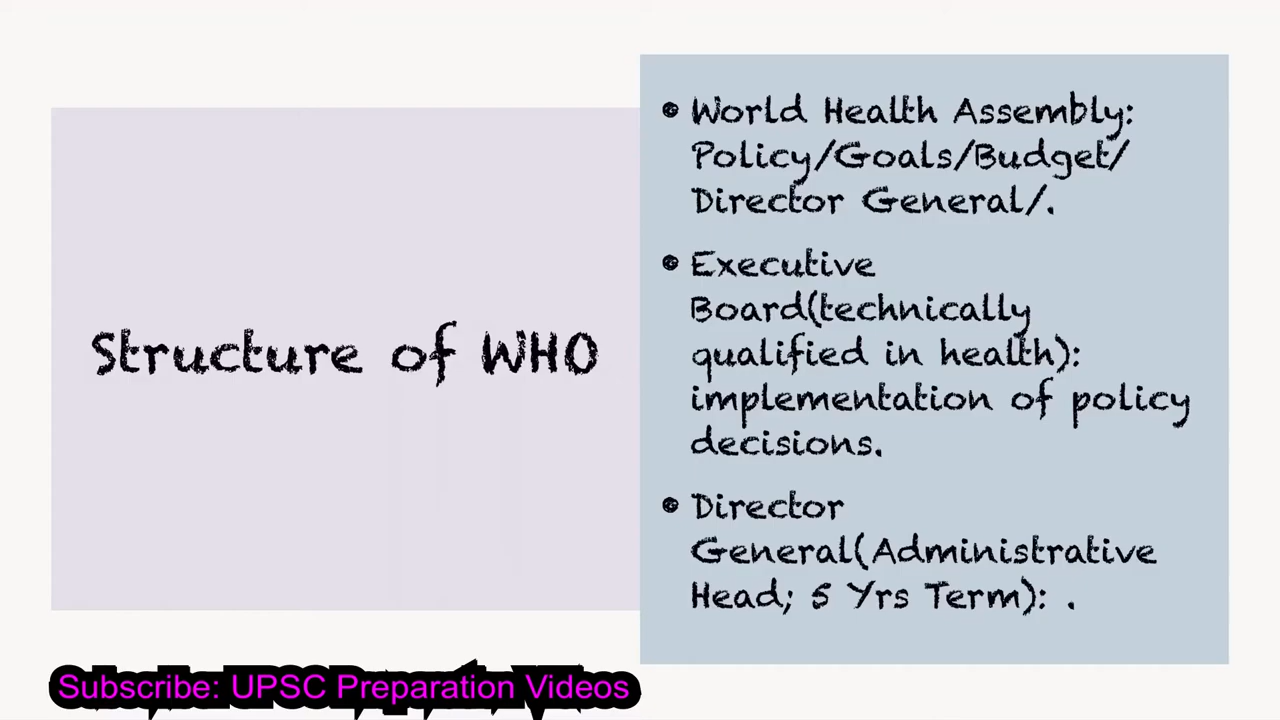 Structure of WHO
• World Health Assembly:
Policy/Goals/Budget/
Director General/.
• Executive
Board(technically
qualified in health):
implementation of policy
decisions.
• Director
General(Administrative
Head; 5 Yrs Term): .
Subscribe: UPSC Preparation Videos